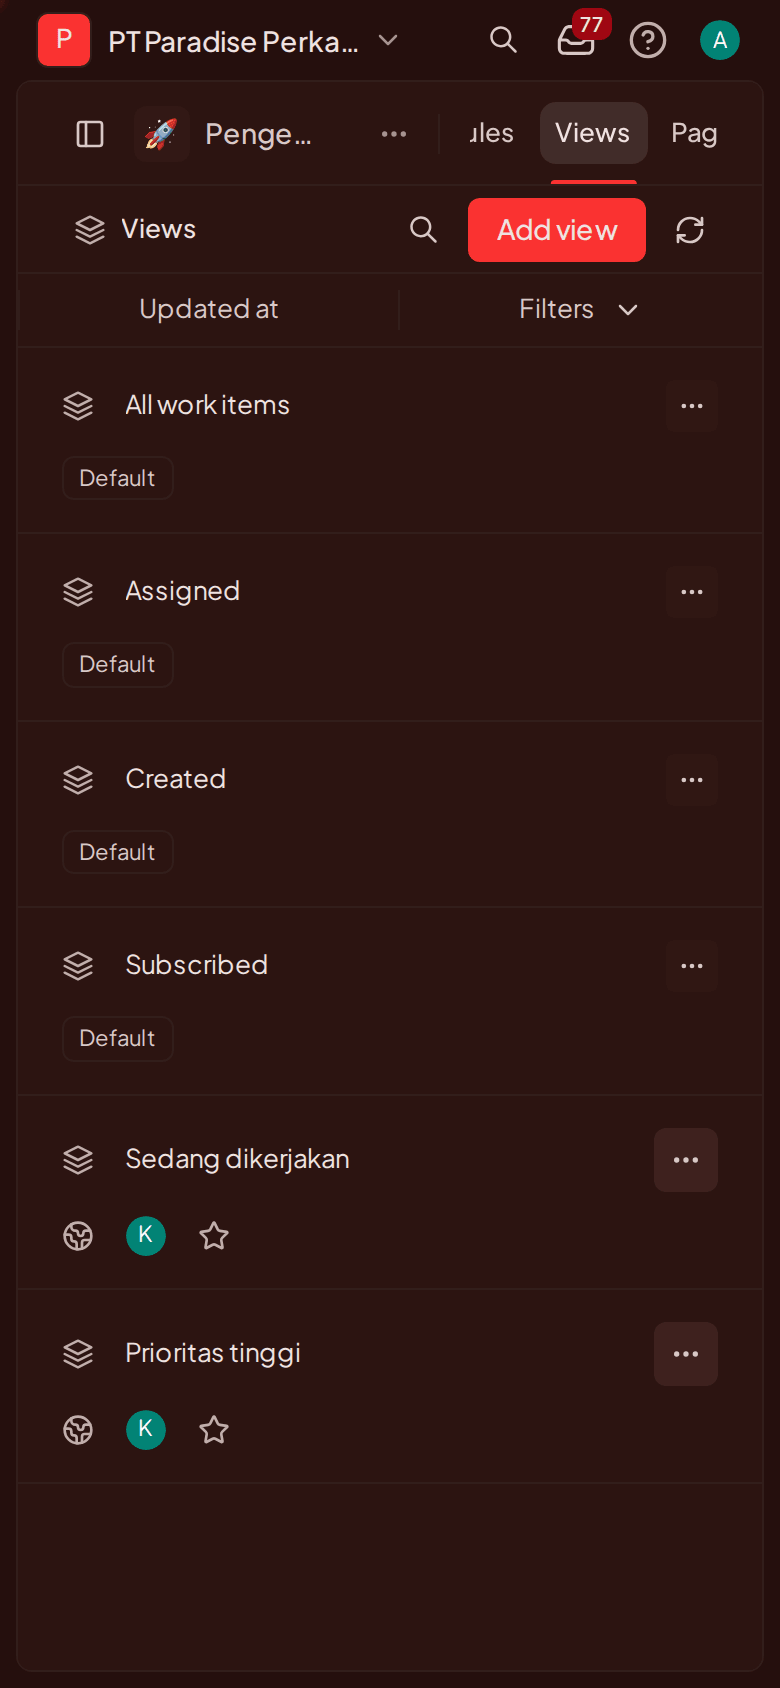 P PT Paradise Perka... 77 A
Penge... ules Views Pag
Views Add view
Updated at Filters
All work items
Default
Assigned
Default
Created
Default
Subscribed
Default
Sedang dikerjakan
K
Prioritas tinggi
K